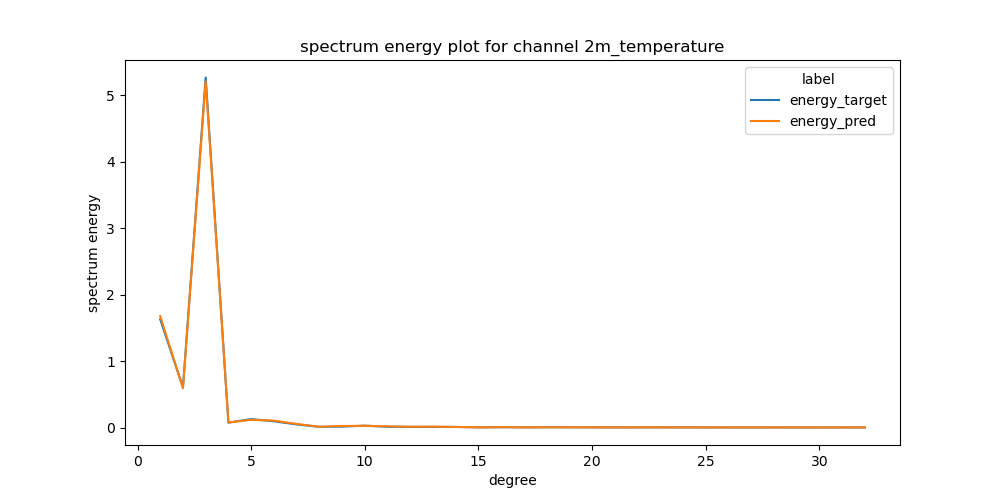 spectrum energy plot for channel 2m_temperature
label
energy_target
energy_pred
spectrum energy
5
4
3
2
1
0
0 5 10 15 20 25 30
degree